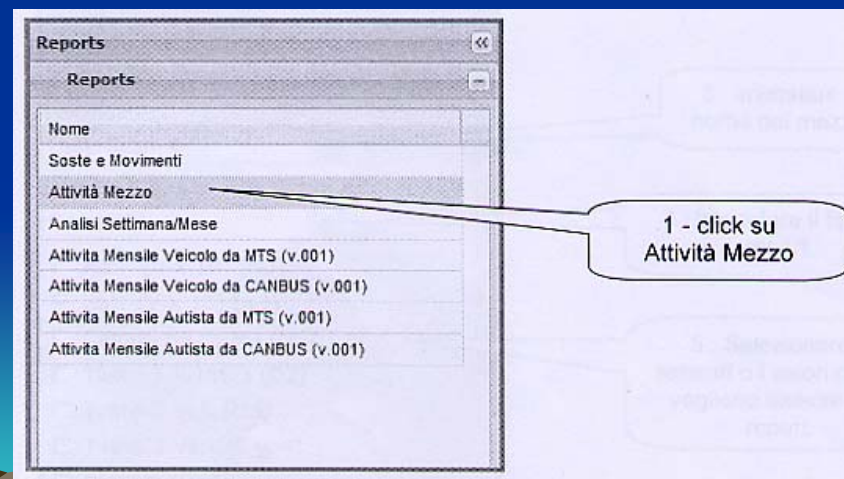 Reports
Reports
Nome
Soste e Movimenti
Attività Mezzo
Analisi Settimana/Mese
Attivita Mensile Veicolo da MTS (v.001)
Attivita Mensile Veicolo da CANBUS (v.001)
Attivita Mensile Autista da MTS (v.001)
Attivita Mensile Autista da CANBUS (v.001)
1 - click su
Attività Mezzo